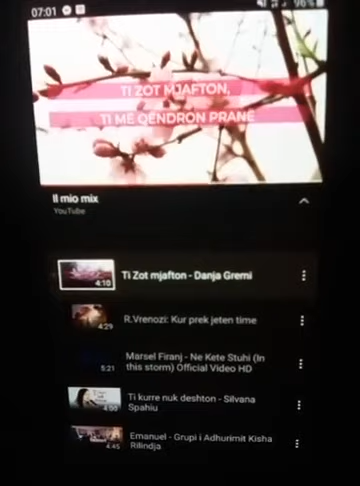 07:01
96%
TI ZOT MJAFTON,
TI ME QENDRON PRANE
Il mio mix
YouTube
4:10
Ti Zot mjafton - Danja Gremi
4:29
R.Vrenozi: Kur prek jeten time
5:21
Marsel Firanj - Ne Kete Stuhi (In
this storm) Official Video HD
Ti kurre nuk deshton - Silvana
Spahiu
4:45
Emanuel - Grupi i Adhurimit Kisha
Rilindja